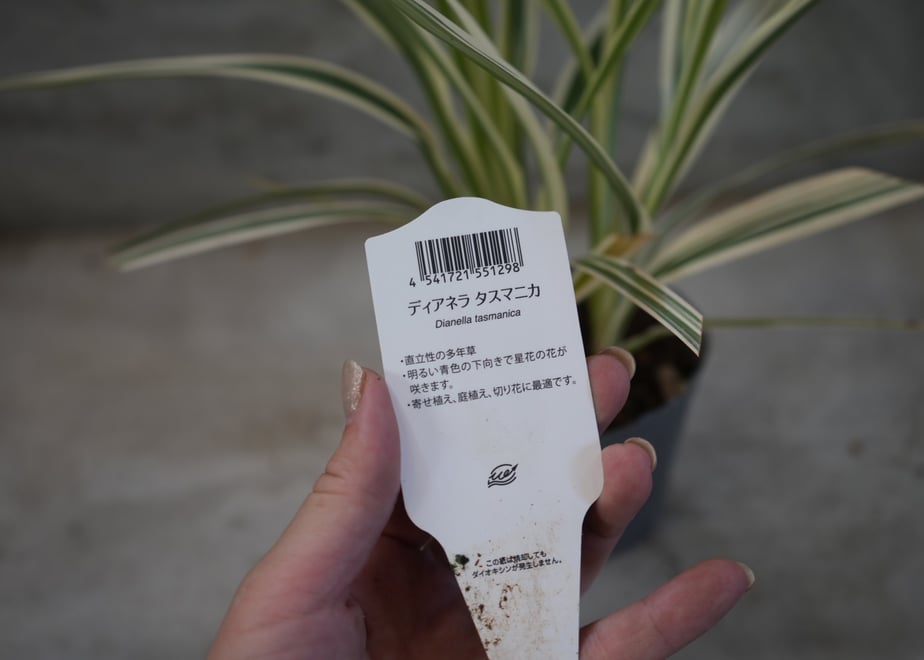 4 541721 551298
ディアネラ タスマニカ
Dianella tasmanica
・直立性の多年草
・明るい青色の下向きで星花の花が
咲きます。
・寄せ植え、庭植え、切り花に最適です。
この紙は焼却しても
ダイオキシンが発生しません。